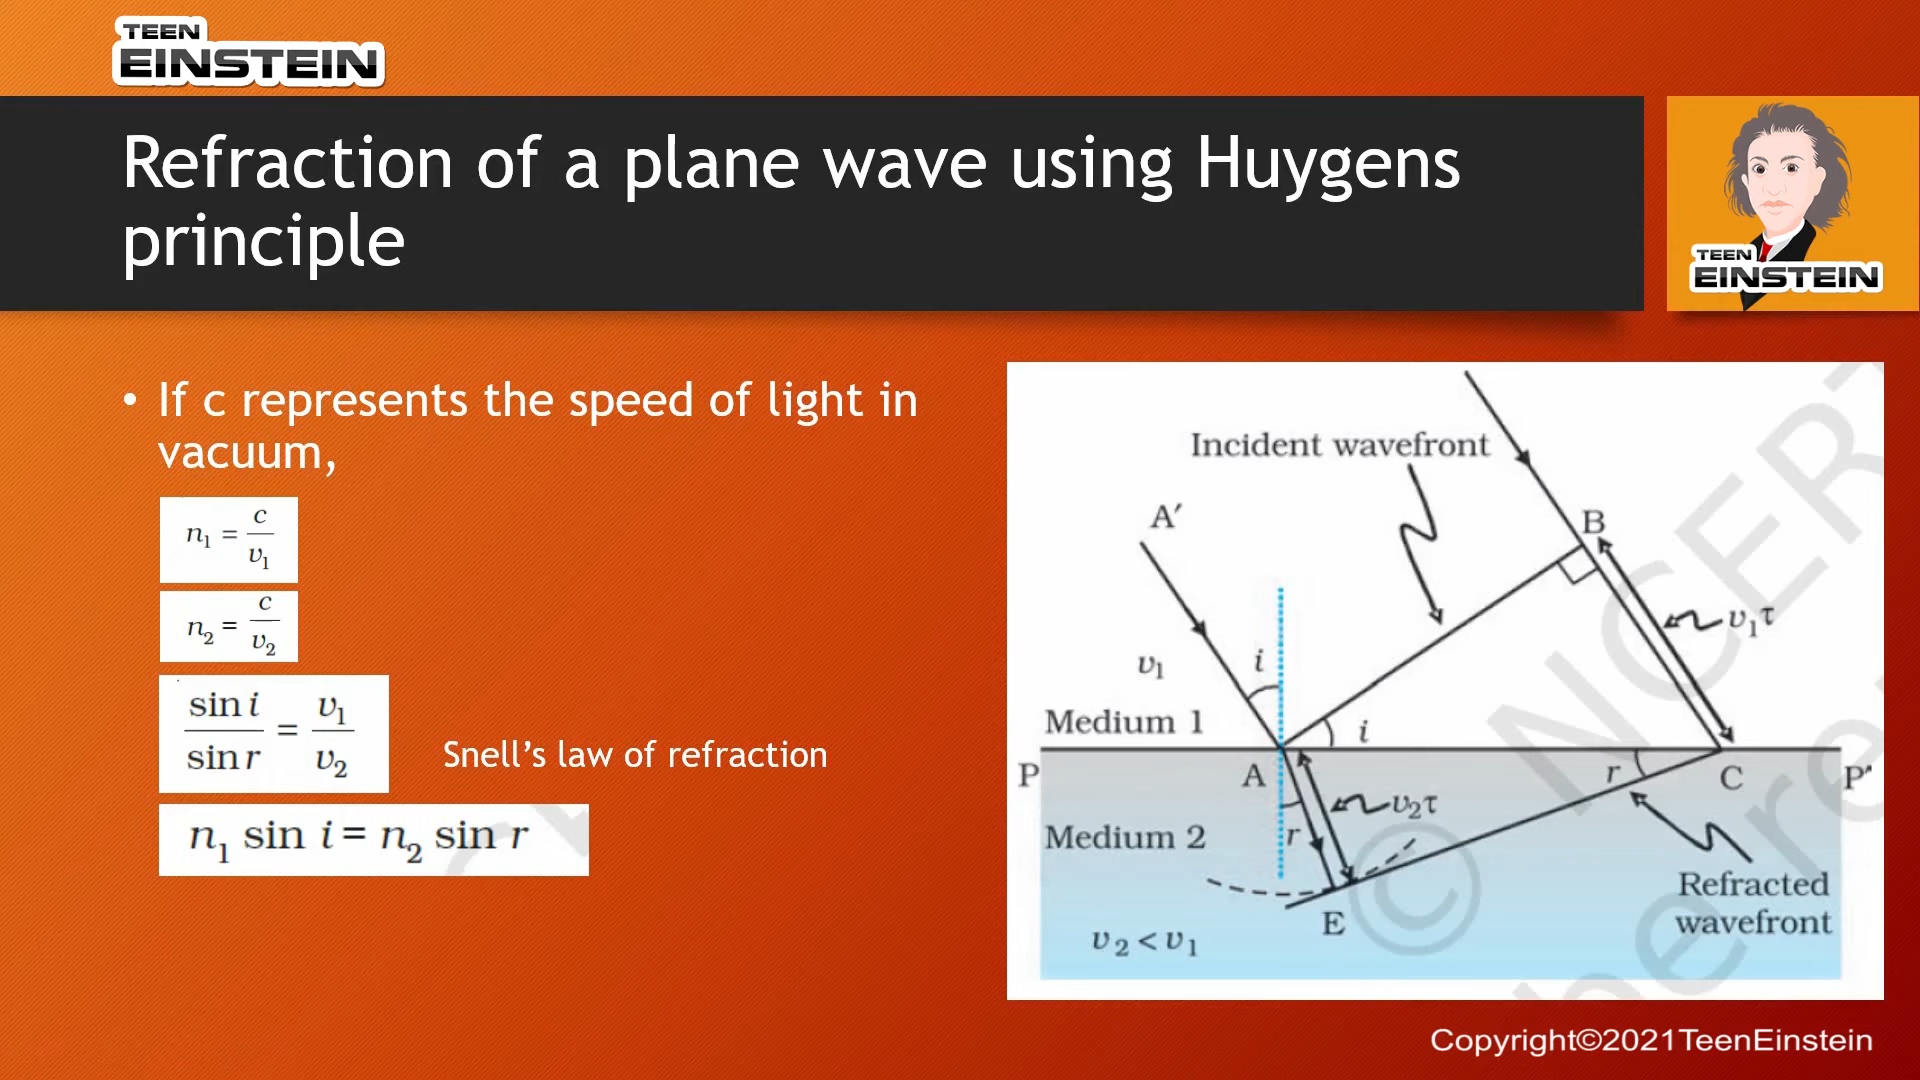 TEEN
EINSTEIN
Refraction of a plane wave using Huygens
principle
TEEN
EINSTEIN
• If c represents the speed of light in
vacuum,
n₁ = c/v₁
n₂ = c/v₂
sin i / sin r = v₁ / v₂
Snell’s law of refraction
n₁ sin i = n₂ sin r
Incident wavefront
A′
B
v₁τ
v₁
i
i
Medium 1
P
A
r
C
P′
v₂τ
Medium 2
r
Refracted
wavefront
E
v₂ < v₁
© NCERT
be re
Copyright©2021TeenEinstein